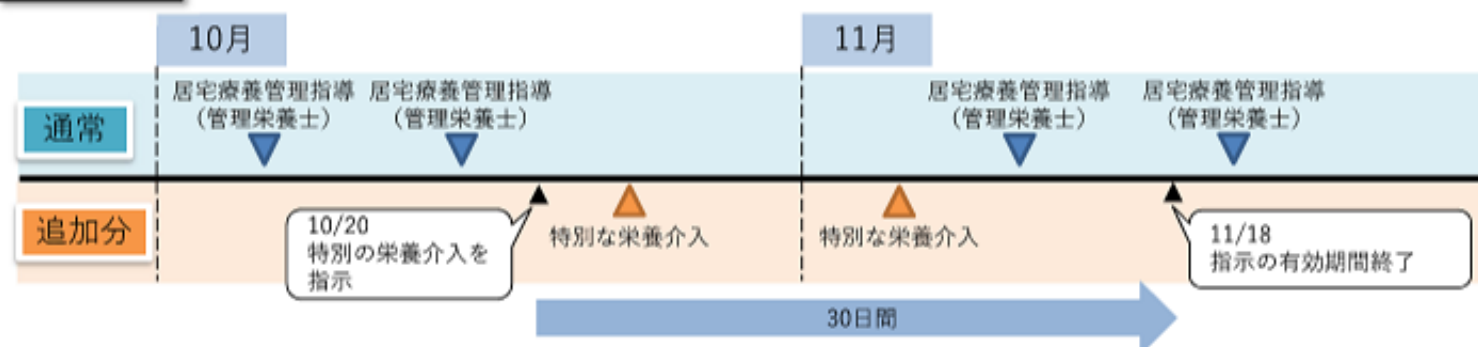 10月
11月
居宅療養管理指導
(管理栄養士)
居宅療養管理指導
(管理栄養士)
居宅療養管理指導
(管理栄養士)
居宅療養管理指導
(管理栄養士)
通常
追加分
10/20
特別の栄養介入を
指示
特別な栄養介入
特別な栄養介入
11/18
指示の有効期間終了
30日間